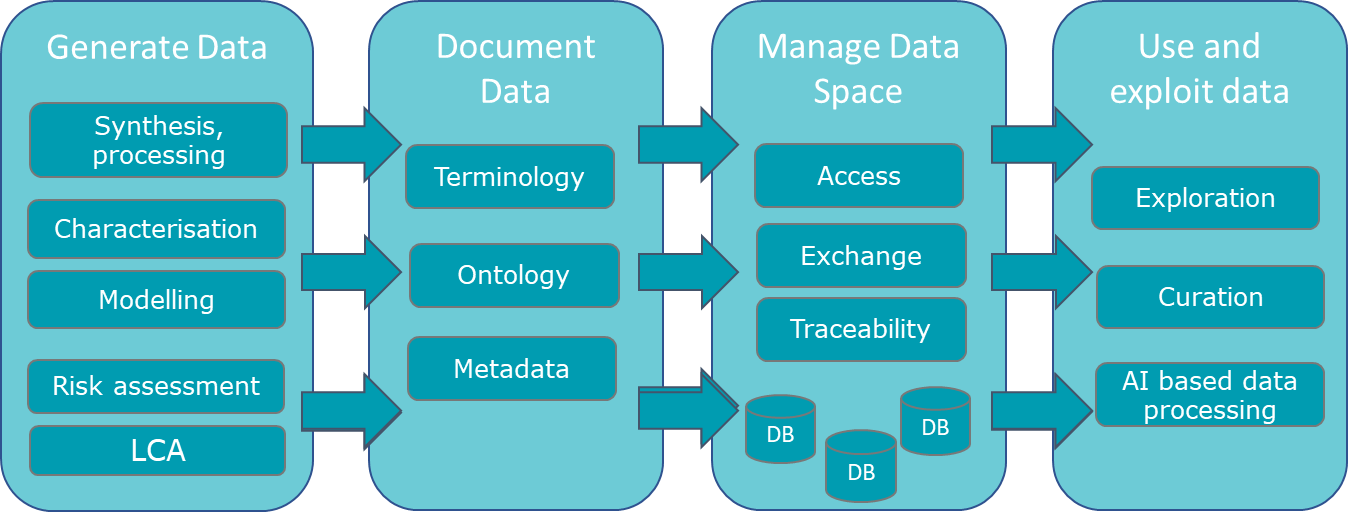 Generate Data
Synthesis,
processing
Characterisation
Modelling
Risk assessment
LCA
Document
Data
Terminology
Ontology
Metadata
Manage Data
Space
Access
Exchange
Traceability
DB
DB
DB
Use and
exploit data
Exploration
Curation
AI based data
processing